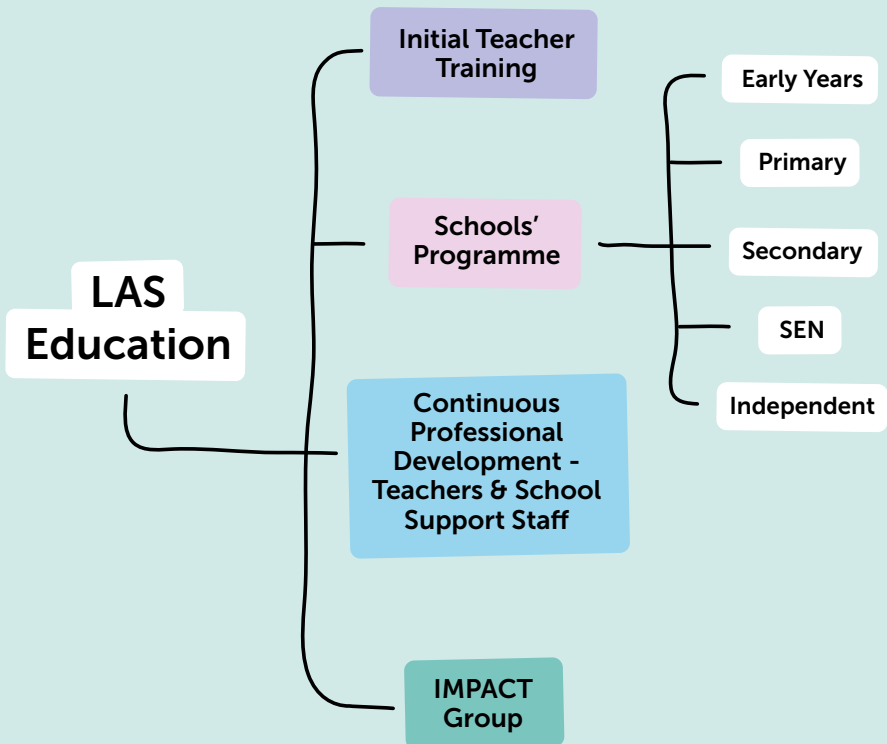 LAS
Education
Initial Teacher
Training
Schools’
Programme
Early Years
Primary
Secondary
SEN
Independent
Continuous
Professional
Development -
Teachers & School
Support Staff
IMPACT
Group